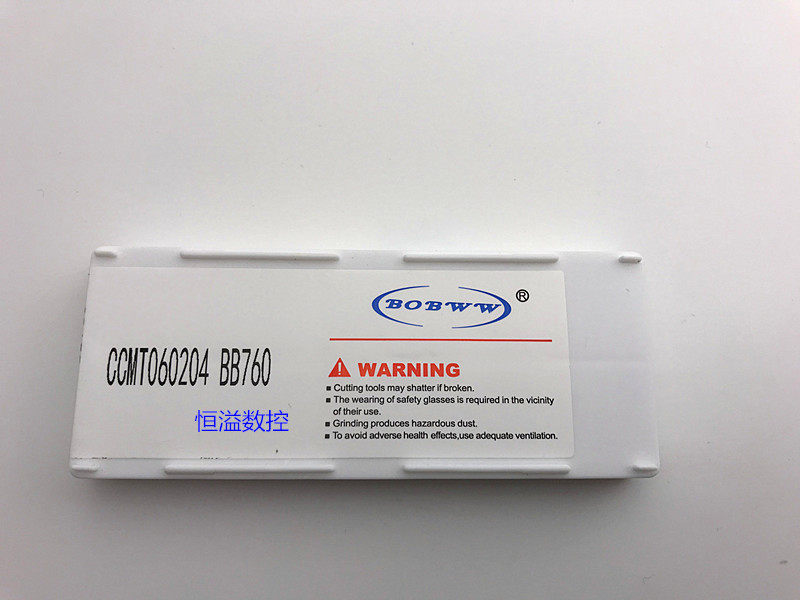 BOBWW®
CCMT060204 BB760
恒溢数控
WARNING
■ Cutting tools may shatter if broken.
■ The wearing of safety glasses is required in the vicinity
of their use.
■ Grinding produces hazardous dust.
■ To avoid adverse health effects,use adequate ventilation.